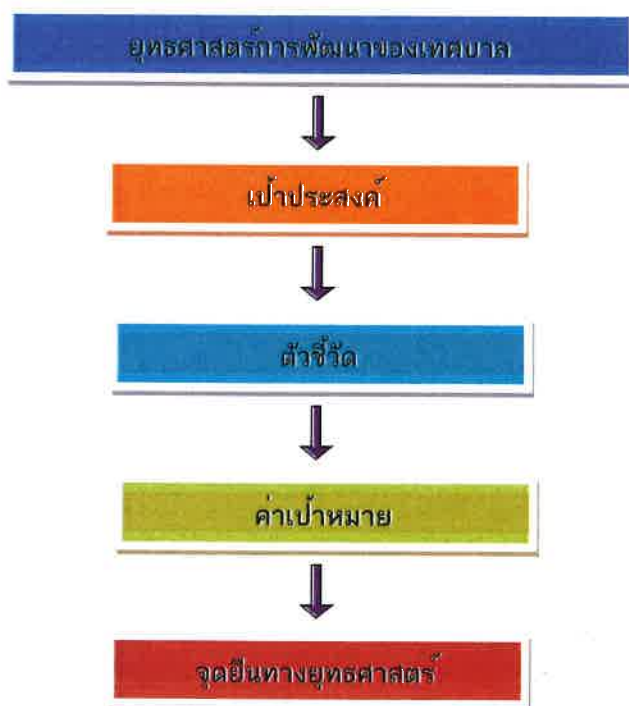 ยุทธศาสตร์การพัฒนาของเทศบาล
เป้าประสงค์
ตัวชี้วัด
ค่าเป้าหมาย
จุดยืนทางยุทธศาสตร์